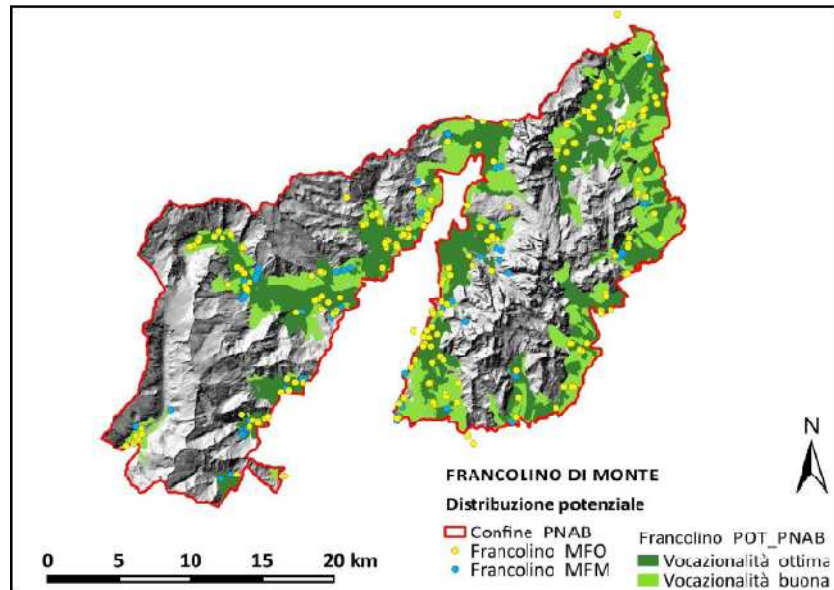 N
FRANCOLINO DI MONTE
Distribuzione potenziale
Confine PNAB
Francolino MFO
Francolino MFM
Francolino POT_PNAB
Vocazionalità ottima
Vocazionalità buona
0 5 10 15 20 km